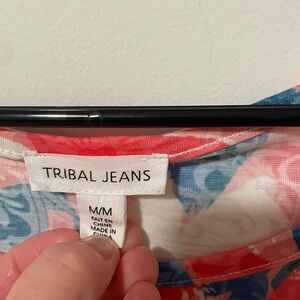 TRIBAL JEANS
M/M
FAIT EN
CHINE
MADE IN
CHINA